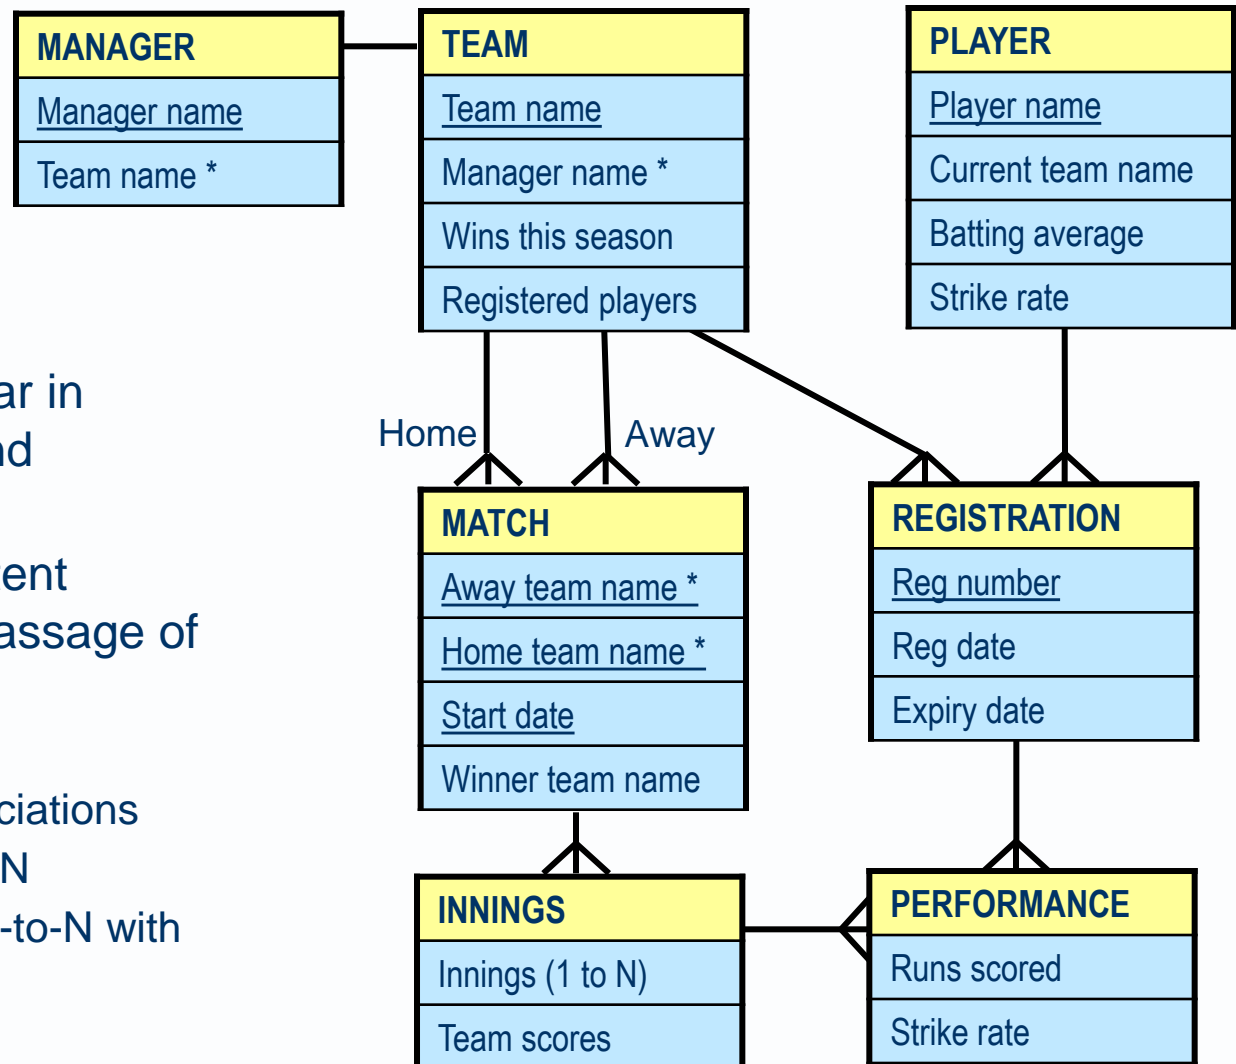 MANAGER
Manager name
Team name *
TEAM
Team name
Manager name *
Wins this season
Registered players
PLAYER
Player name
Current team name
Batting average
Strike rate
ar in
nd
tent
assage of
ciations
N
-to-N with
Home
Away
MATCH
Away team name *
Home team name *
Start date
Winner team name
REGISTRATION
Reg number
Reg date
Expiry date
INNINGS
Innings (1 to N)
Team scores
PERFORMANCE
Runs scored
Strike rate